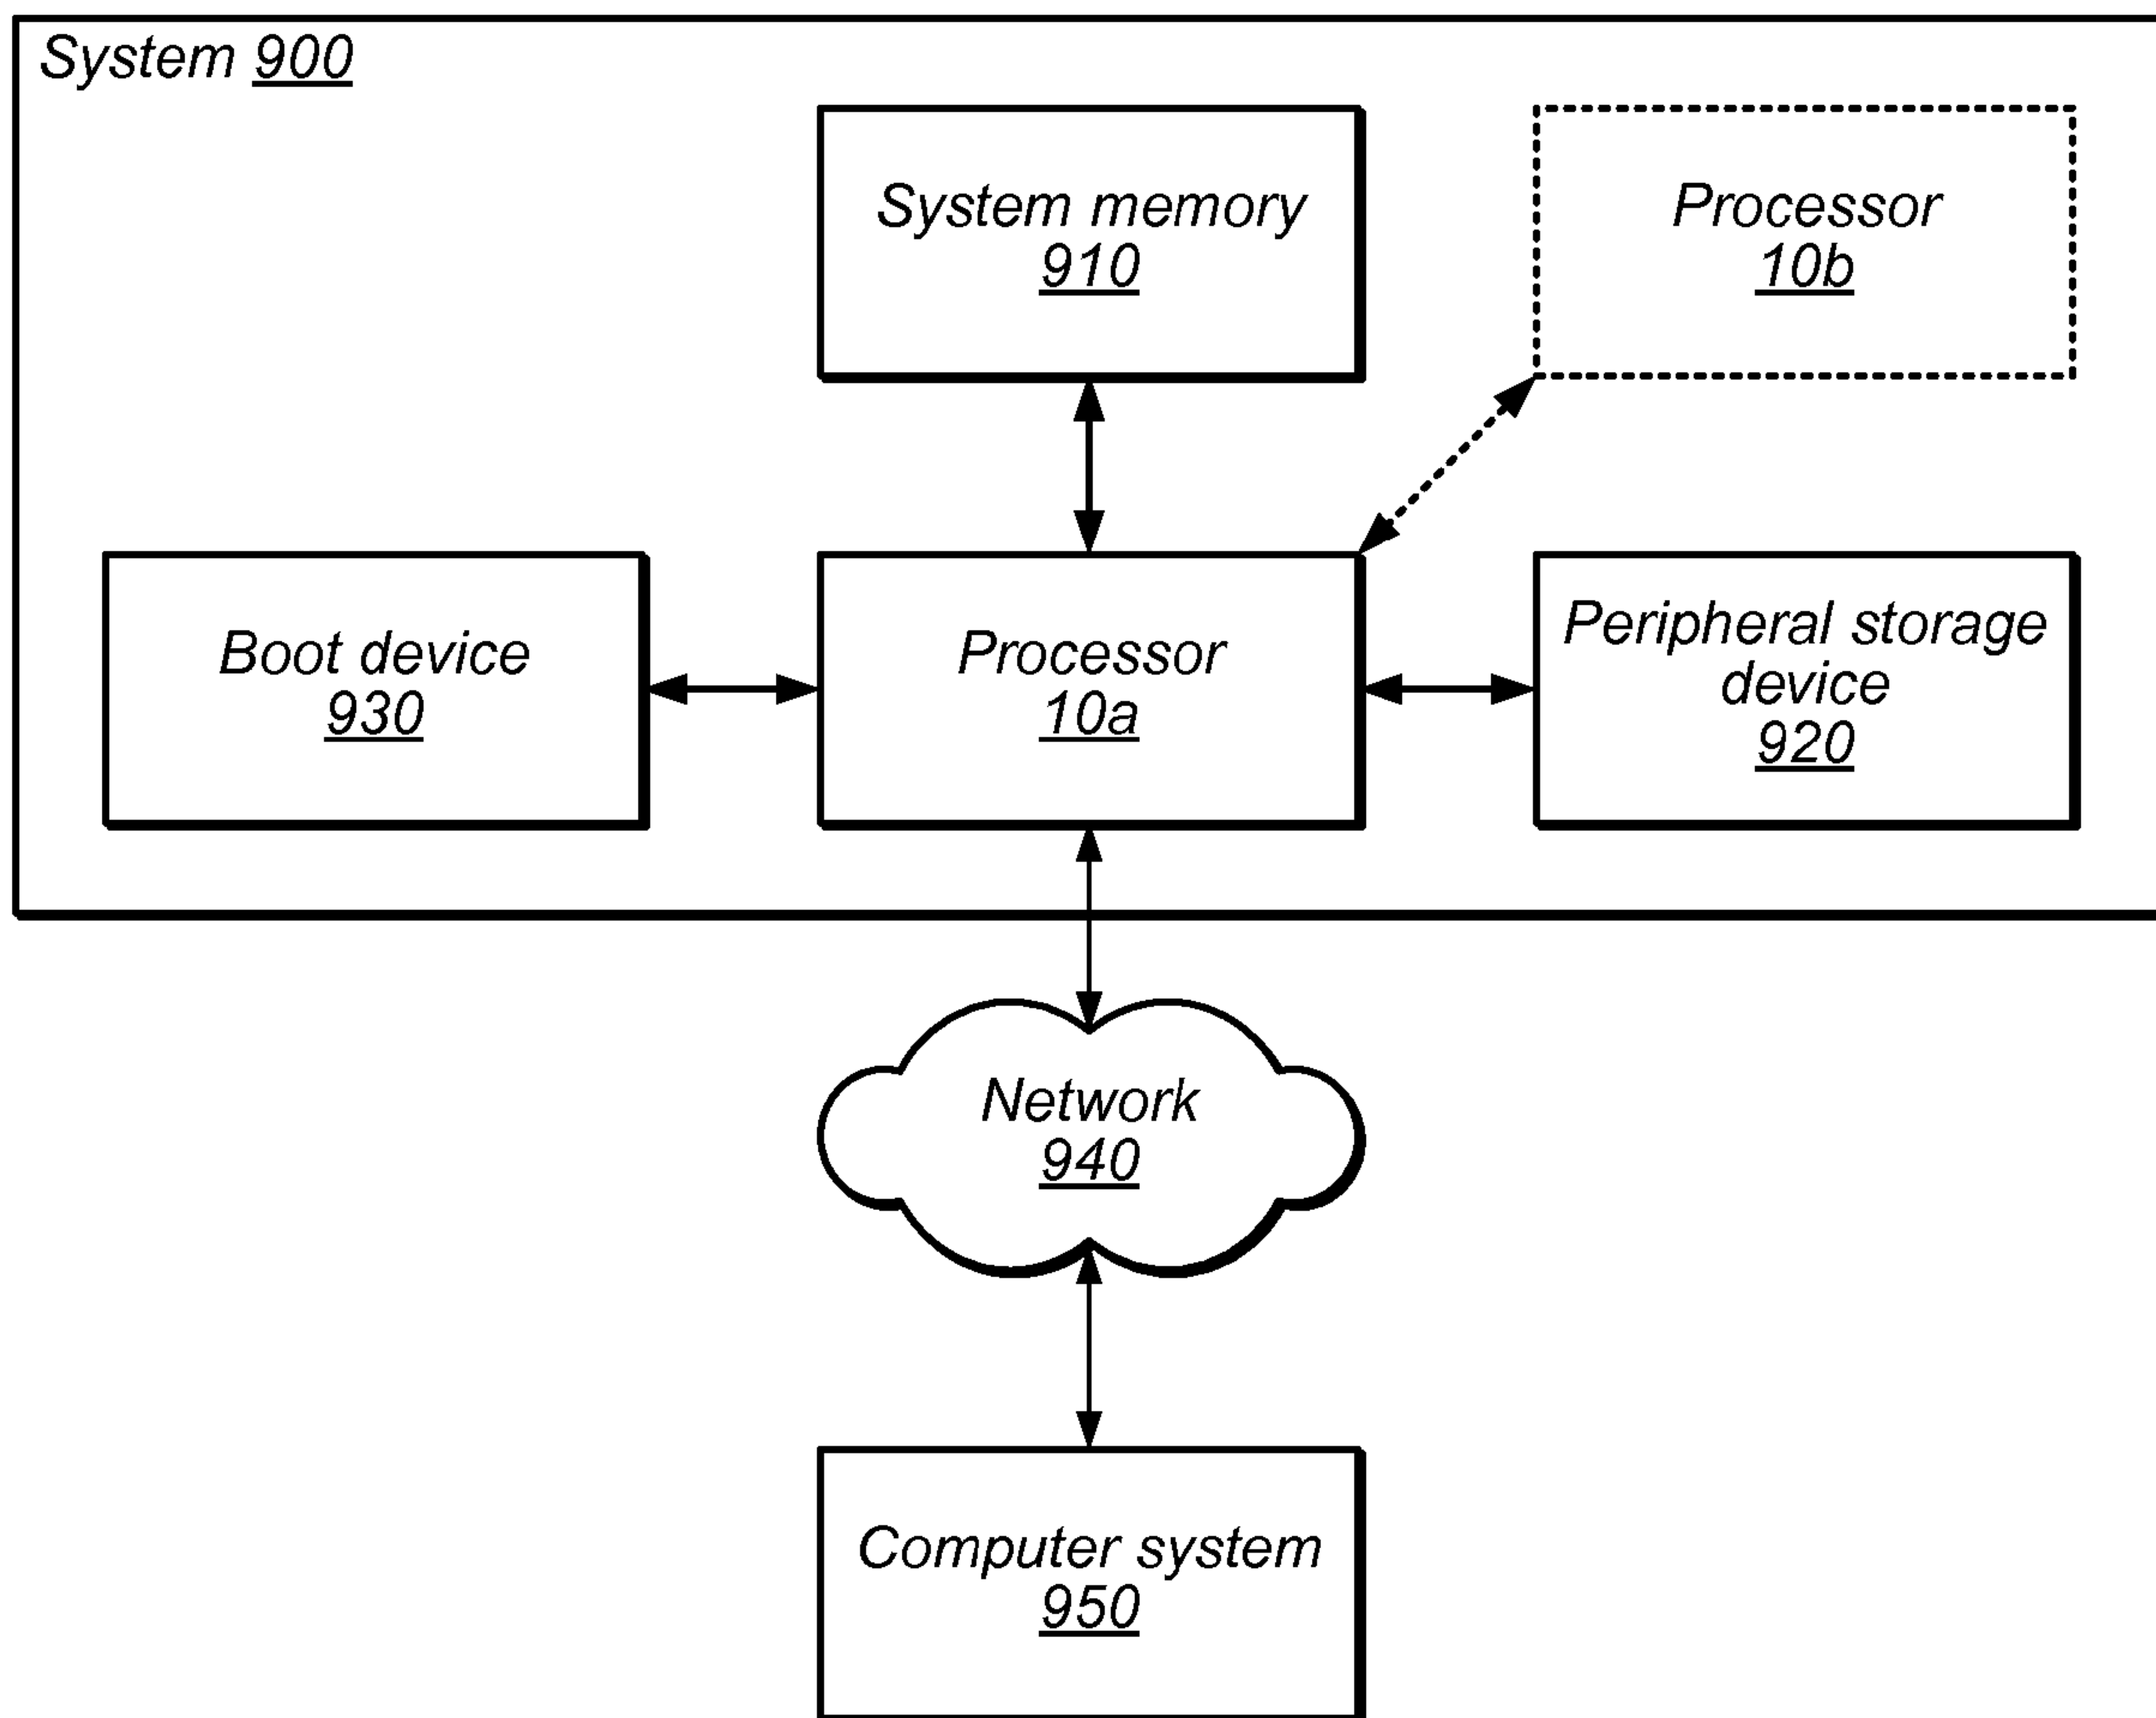 System 900
System memory
910
Processor
10b
Boot device
930
Processor
10a
Peripheral storage
device
920
Network
940
Computer system
950